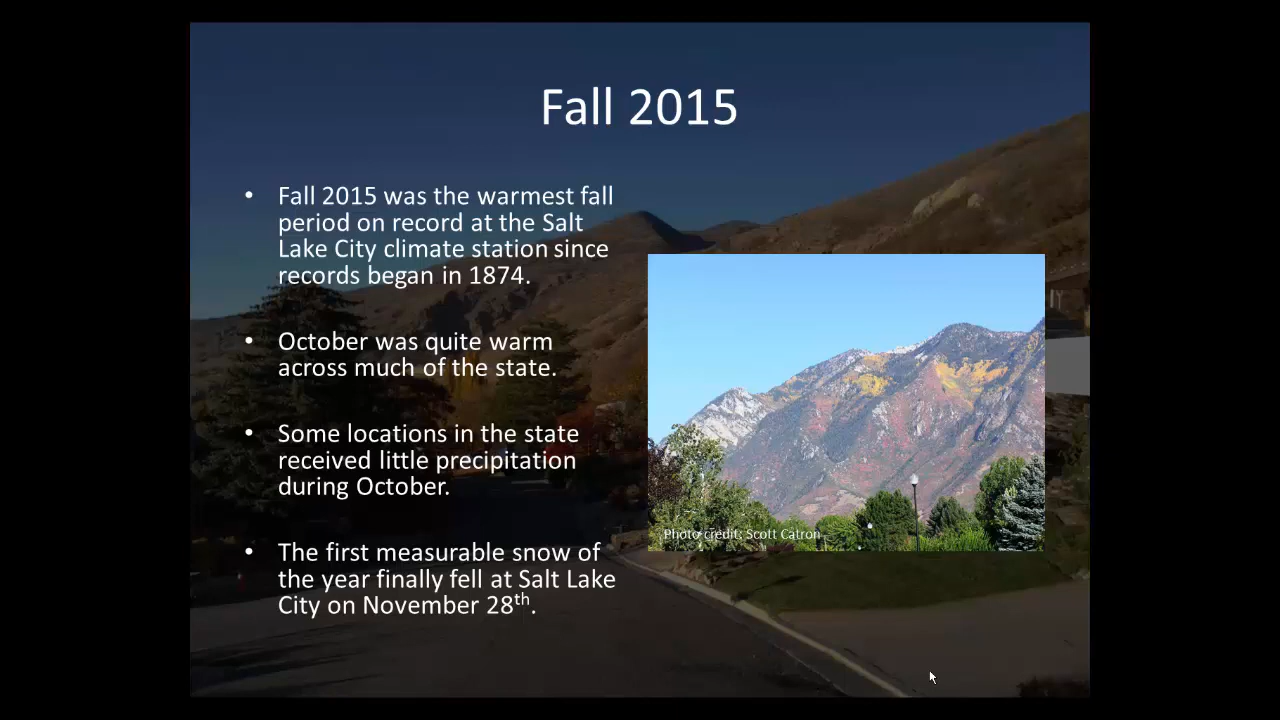 Fall 2015
• Fall 2015 was the warmest fall
period on record at the Salt
Lake City climate station since
records began in 1874.
• October was quite warm
across much of the state.
• Some locations in the state
received little precipitation
during October.
• The first measurable snow of
the year finally fell at Salt Lake
City on November 28th.
Photo credit: Scott Catron